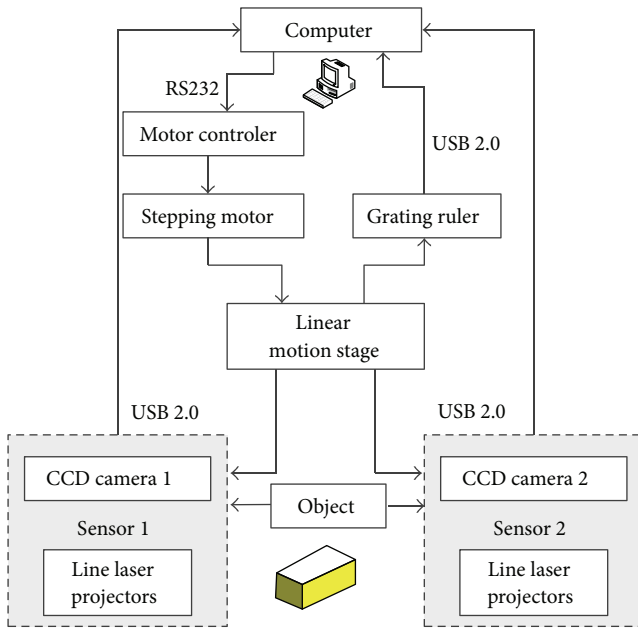 Computer
RS232
Motor controler
USB 2.0
Stepping motor
Grating ruler
Linear
motion stage
USB 2.0
USB 2.0
CCD camera 1
CCD camera 2
Object
Sensor 1
Sensor 2
Line laser
projectors
Line laser
projectors